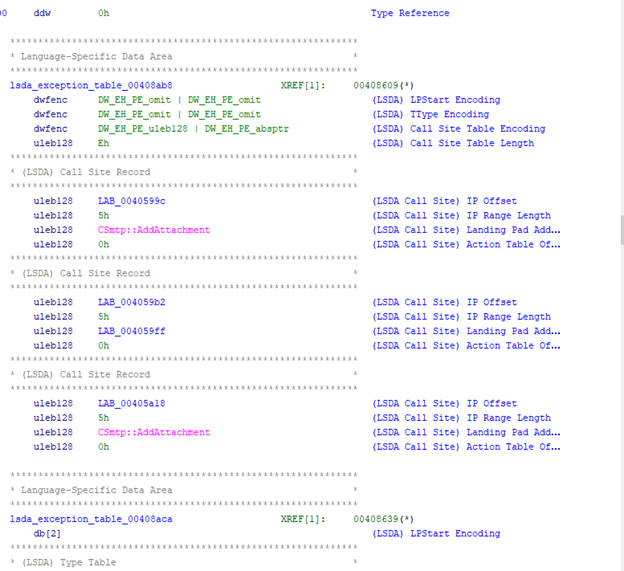 00 ddw 0h Type Reference
************************************************************
* Language-Specific Data Area *
************************************************************
lsda_exception_table_00408ab8 XREF[1]: 00408609(*)
dwfenc DW_EH_PE_omit | DW_EH_PE_omit (LSDA) LPStart Encoding
dwfenc DW_EH_PE_omit | DW_EH_PE_omit (LSDA) TType Encoding
dwfenc DW_EH_PE_uleb128 | DW_EH_PE_absptr (LSDA) Call Site Table Encoding
uleb128 Eh (LSDA) Call Site Table Length
************************************************************
* (LSDA) Call Site Record *
************************************************************
uleb128 LAB_0040599c (LSDA Call Site) IP Offset
uleb128 5h (LSDA Call Site) IP Range Length
uleb128 CSmtp::AddAttachment (LSDA Call Site) Landing Pad Add...
uleb128 0h (LSDA Call Site) Action Table Of...
************************************************************
* (LSDA) Call Site Record *
************************************************************
uleb128 LAB_004059b2 (LSDA Call Site) IP Offset
uleb128 5h (LSDA Call Site) IP Range Length
uleb128 LAB_004059ff (LSDA Call Site) Landing Pad Add...
uleb128 0h (LSDA Call Site) Action Table Of...
************************************************************
* (LSDA) Call Site Record *
************************************************************
uleb128 LAB_00405a18 (LSDA Call Site) IP Offset
uleb128 5h (LSDA Call Site) IP Range Length
uleb128 CSmtp::AddAttachment (LSDA Call Site) Landing Pad Add...
uleb128 0h (LSDA Call Site) Action Table Of...
************************************************************
* Language-Specific Data Area *
************************************************************
lsda_exception_table_00408aca XREF[1]: 00408639(*)
db[2] (LSDA) LPStart Encoding
************************************************************
* (LSDA) Type Table *